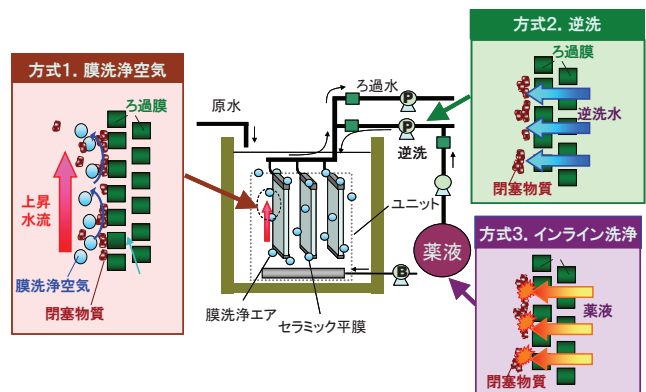 方式1．膜洗浄空気
ろ過膜
上昇
水流
膜洗浄空気
閉塞物質
原水
ろ過水
P
P
逆洗
ユニット
薬液
B
膜洗浄エア
セラミック平膜
方式2．逆洗
ろ過膜
逆洗水
閉塞物質
方式3．インライン洗浄
ろ過膜
薬液
閉塞物質